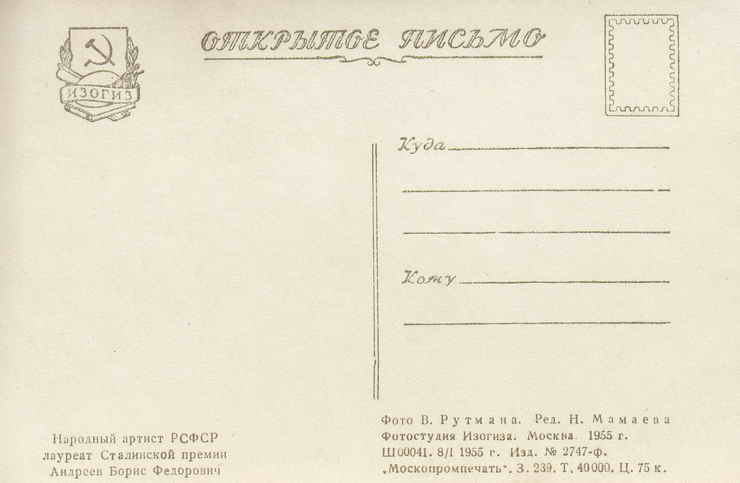 ОТКРЫТОЕ ПИСЬМО
ИЗОГИЗ
Куда
Кому
Народный артист РСФСР
лауреат Сталинской премии
Андреев Борис Федорович
Фото В. Рутмана. Ред. Н. Мамаева
Фотостудия Изогиза. Москва. 1955 г.
Ш00041. 8/I 1955 г. Изд. № 2747-ф.
„Москопромпечать". З. 239. Т. 40000. Ц. 75 к.